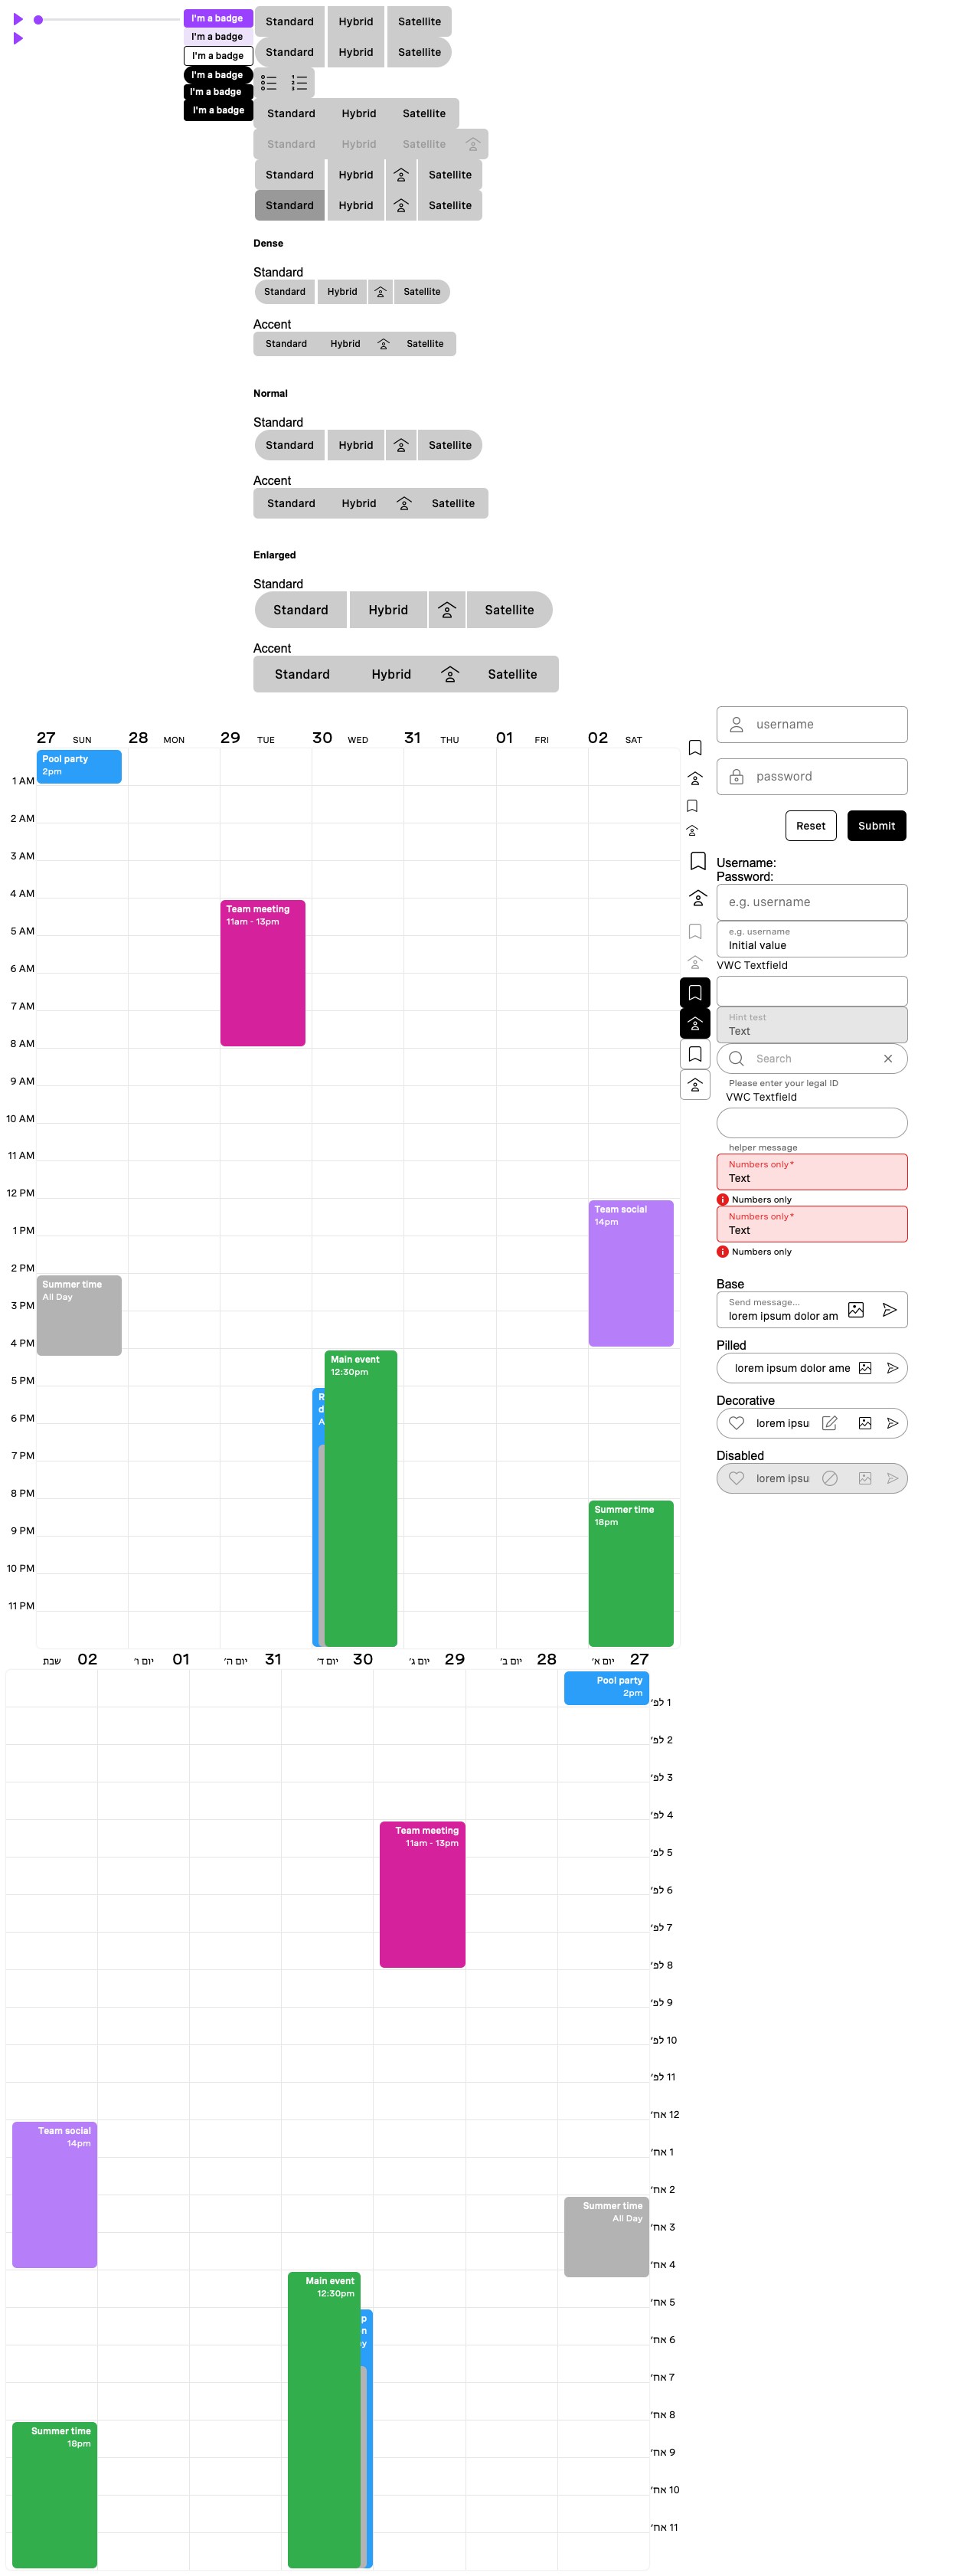 I'm a badge
I'm a badge
I'm a badge
I'm a badge
I'm a badge
I'm a badge
Standard Hybrid Satellite
Standard Hybrid Satellite
Standard Hybrid Satellite
Standard Hybrid Satellite
Standard Hybrid Satellite
Standard Hybrid Satellite
Dense
Standard
Standard Hybrid Satellite
Accent
Standard Hybrid Satellite
Normal
Standard
Standard Hybrid Satellite
Accent
Standard Hybrid Satellite
Enlarged
Standard
Standard Hybrid Satellite
Accent
Standard Hybrid Satellite
27 SUN 28 MON 29 TUE 30 WED 31 THU 01 FRI 02 SAT
Pool party
2pm
1 AM
2 AM
3 AM
4 AM
Team meeting
11am - 13pm
5 AM
6 AM
7 AM
8 AM
9 AM
10 AM
11 AM
12 PM
Team social
14pm
1 PM
2 PM
Summer time
All Day
3 PM
4 PM
Main event
12:30pm
5 PM
R
d
A
6 PM
7 PM
8 PM
Summer time
18pm
9 PM
10 PM
11 PM
username
password
Reset Submit
Username:
Password:
e.g. username
e.g. username
Initial value
VWC Textfield
Hint test
Text
Search
Please enter your legal ID
VWC Textfield
helper message
Numbers only*
Text
Numbers only
Numbers only*
Text
Numbers only
Base
Send message...
lorem ipsum dolor am
Pilled
lorem ipsum dolor ame
Decorative
lorem ipsu
Disabled
lorem ipsu
27 יום א׳ 28 יום ב׳ 29 יום ג׳ 30 יום ד׳ 31 יום ה׳ 01 יום ו׳ 02 שבת
Pool party
2pm
1 לפ׳
2 לפ׳
3 לפ׳
4 לפ׳
Team meeting
11am - 13pm
5 לפ׳
6 לפ׳
7 לפ׳
8 לפ׳
9 לפ׳
10 לפ׳
11 לפ׳
12 אח׳
Team social
14pm
1 אח׳
2 אח׳
Summer time
All Day
3 אח׳
4 אח׳
Main event
12:30pm
5 אח׳
p
n
y
6 אח׳
7 אח׳
8 אח׳
Summer time
18pm
9 אח׳
10 אח׳
11 אח׳